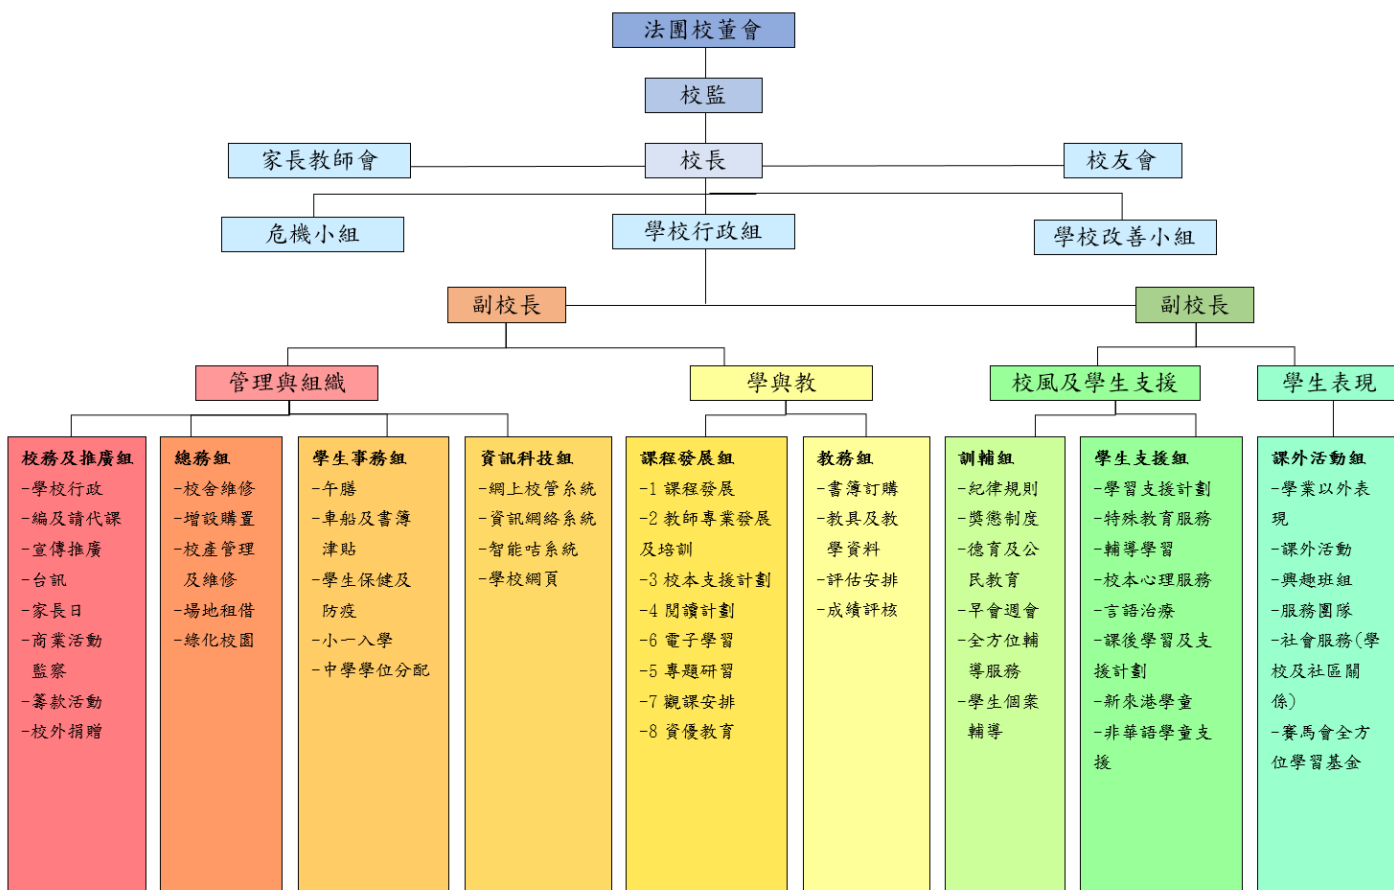 法團校董會
校監
家長教師會
校長
校友會
危機小組
學校行政組
學校改善小組
副校長
副校長
管理與組織
學與教
校風及學生支援
學生表現
校務及推廣組
-學校行政
-編及請代課
-宣傳推廣
-台訊
-家長日
-商業活動
監察
-籌款活動
-校外捐贈
總務組
-校舍維修
-增設購置
-校產管理
及維修
-場地租借
-綠化校園
學生事務組
-午膳
-車船及書簿
津貼
-學生保健及
防疫
-小一入學
-中學學位分配
資訊科技組
-網上校管系統
-資訊網絡系統
-智能咭系統
-學校網頁
課程發展組
-1 課程發展
-2 教師專業發展
及培訓
-3 校本支援計劃
-4 閱讀計劃
-6 電子學習
-5 專題研習
-7 觀課安排
-8 資優教育
教務組
-書簿訂購
-教具及教
學資料
-評估安排
-成績評核
訓輔組
-紀律規則
-獎懲制度
-德育及公
民教育
-早會週會
-全方位輔
導服務
-學生個案
輔導
學生支援組
-學習支援計劃
-特殊教育服務
-輔導學習
-校本心理服務
-言語治療
-課後學習及支
援計劃
-新來港學童
-非華語學童支
援
課外活動組
-學業以外表
現
-課外活動
-興趣班組
-服務團隊
-社會服務(學
校及社區關
係)
-賽馬會全方
位學習基金